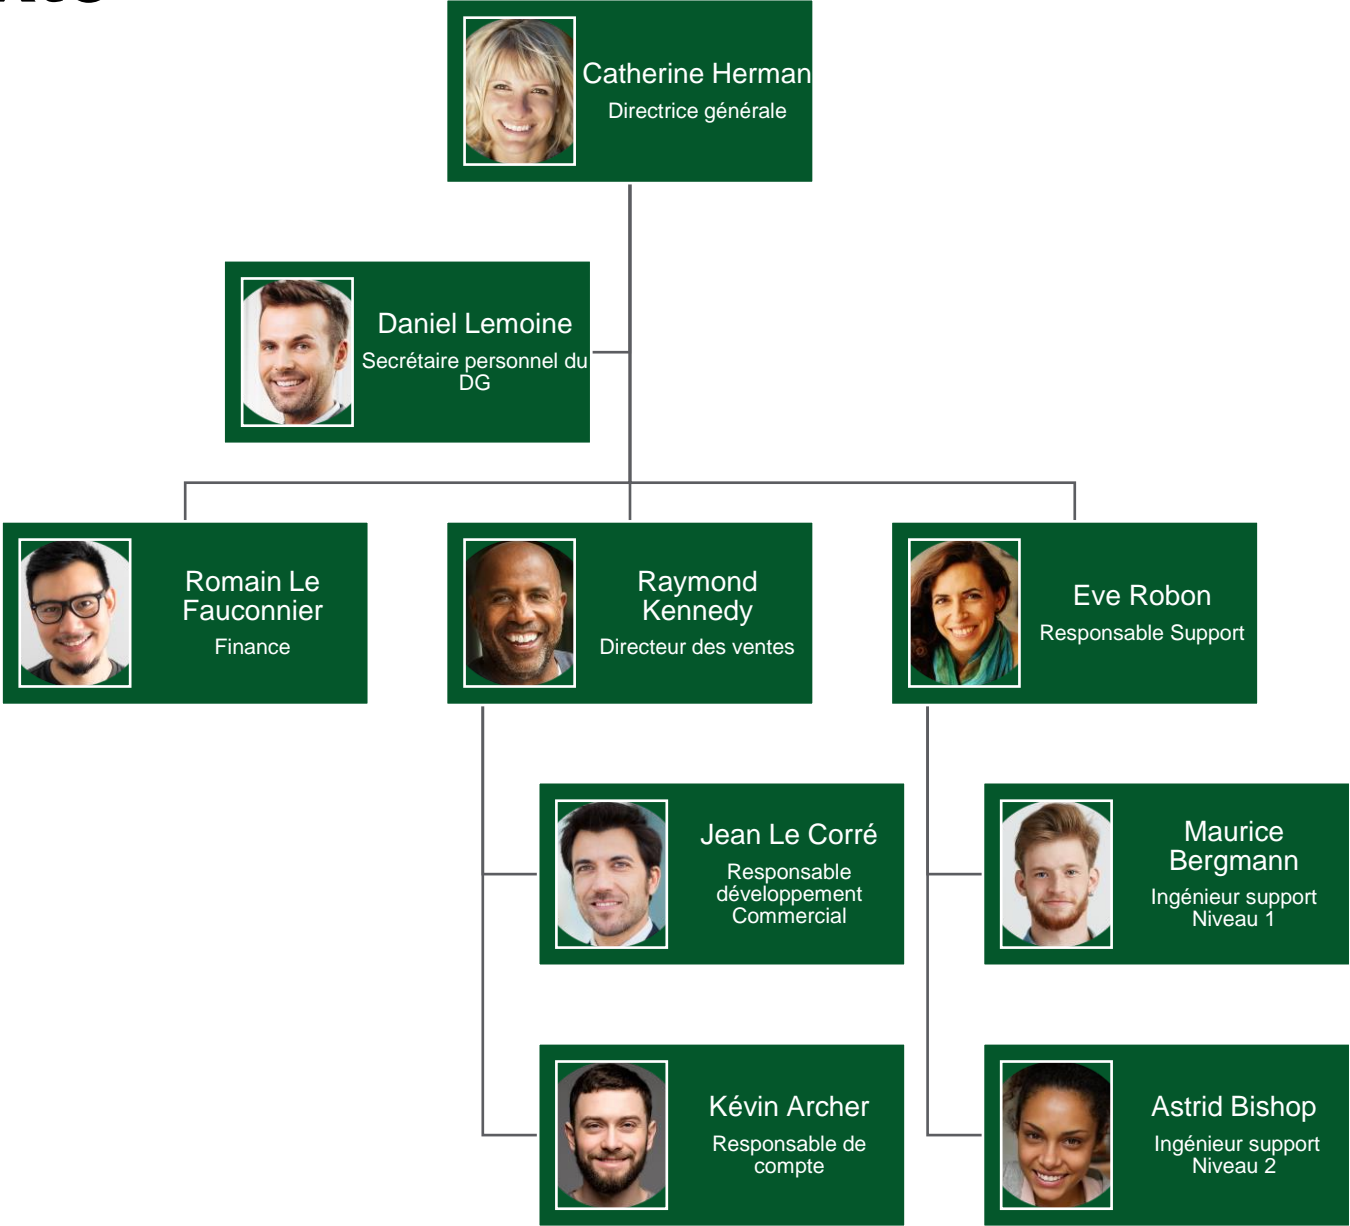 Catherine Herman
Directrice générale
Daniel Lemoine
Secrétaire personnel du
DG
Romain Le
Fauconnier
Finance
Raymond
Kennedy
Directeur des ventes
Eve Robon
Responsable Support
Jean Le Corré
Responsable
développement
Commercial
Maurice
Bergmann
Ingénieur support
Niveau 1
Kévin Archer
Responsable de
compte
Astrid Bishop
Ingénieur support
Niveau 2